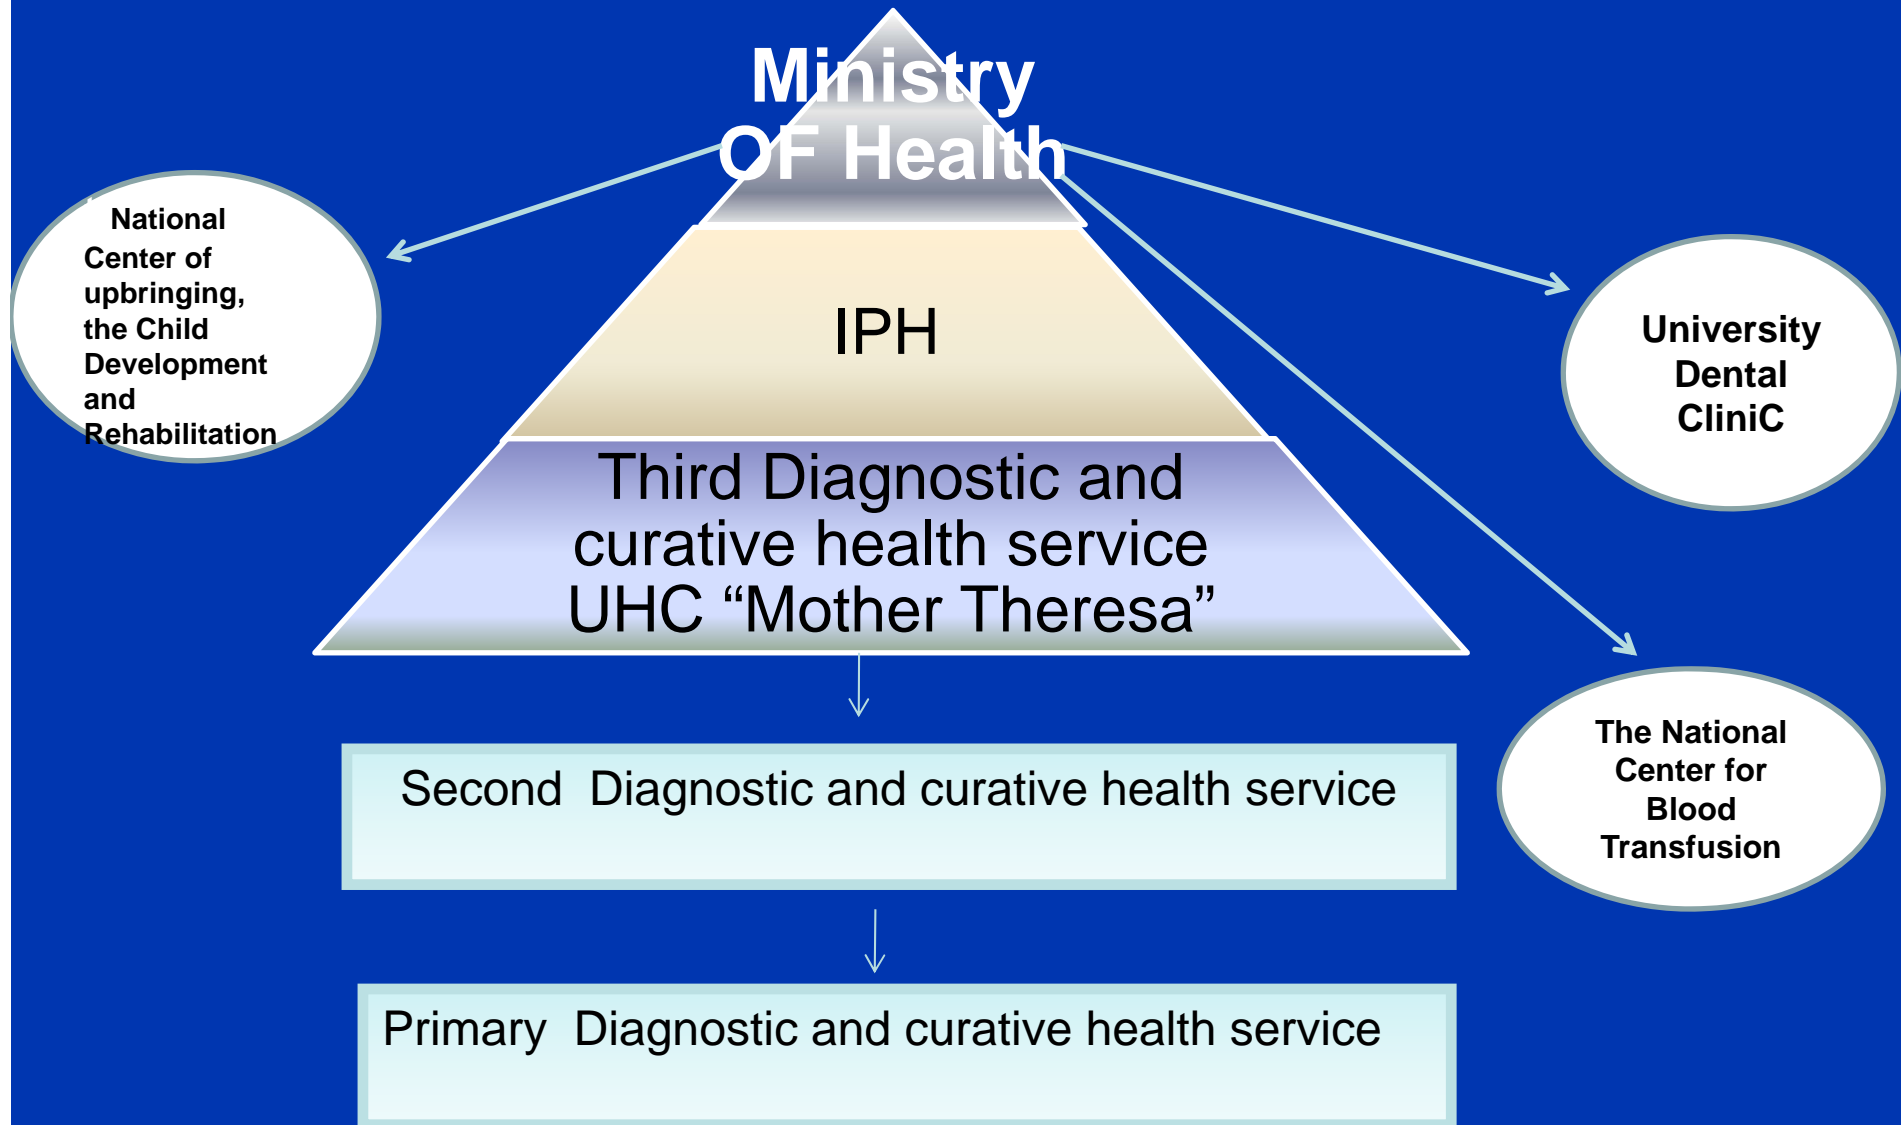 Ministry
OF Health
National
Center of
upbringing,
the Child
Development
and
Rehabilitation
IPH
University
Dental
CliniC
Third Diagnostic and
curative health service
UHC “Mother Theresa”
The National
Center for
Blood
Transfusion
Second Diagnostic and curative health service
Primary Diagnostic and curative health service